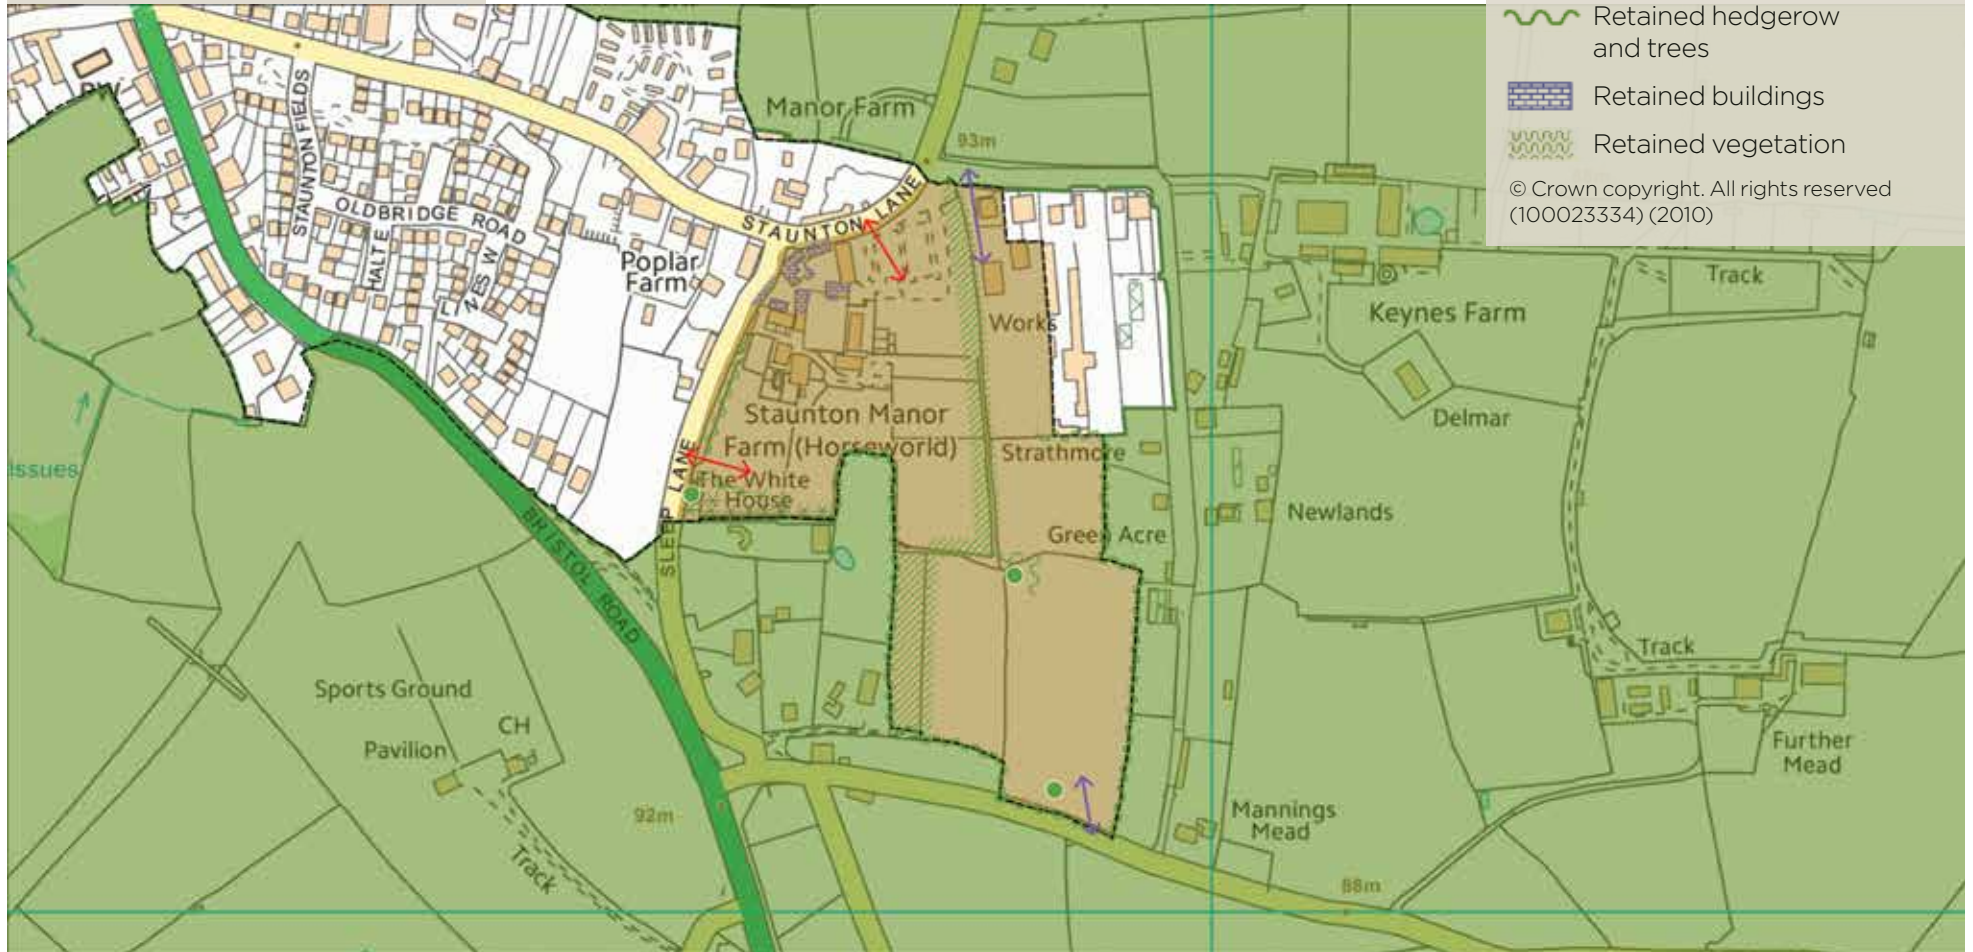 Retained hedgerow
and trees
Retained buildings
Retained vegetation
© Crown copyright. All rights reserved
(100023334) (2010)
Manor Farm
93m
STAUNTON FIELDS
OLDBRIDGE ROAD
STAUNTON LANE
Poplar
Farm
Works
Track
Keynes Farm
Delmar
Staunton Manor
Farm (Horseworld)
Strathmore
The White
House
SLEEP LANE
Issues
Newlands
Green Acre
BRISTOL ROAD
Track
Sports Ground
CH
Pavilion
Further
Mead
92m
Mannings
Mead
Track
88m